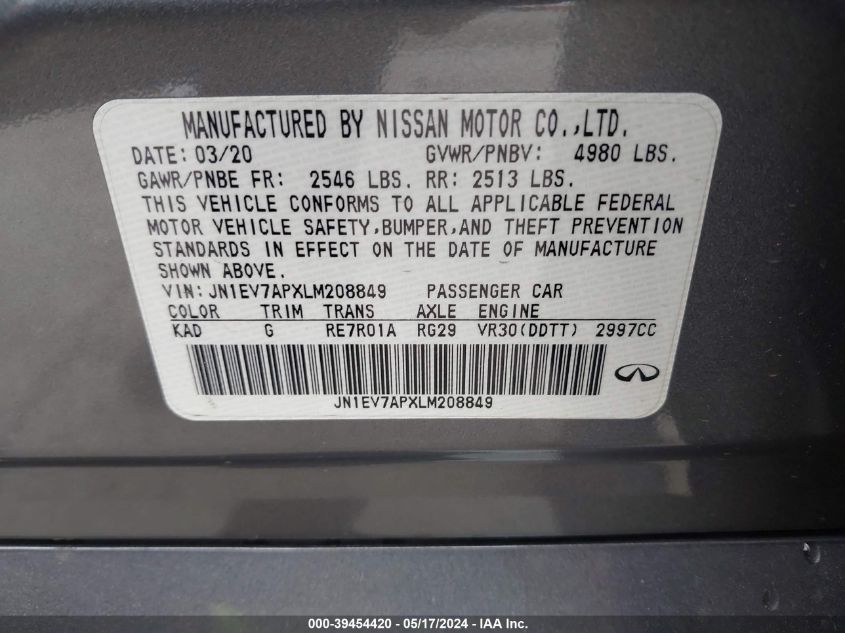 MANUFACTURED BY NISSAN MOTOR CO.,LTD.
DATE: 03/20 GVWR/PNBV: 4980 LBS.
GAWR/PNBE FR: 2546 LBS. RR: 2513 LBS.
THIS VEHICLE CONFORMS TO ALL APPLICABLE FEDERAL
MOTOR VEHICLE SAFETY,BUMPER,AND THEFT PREVENTION
STANDARDS IN EFFECT ON THE DATE OF MANUFACTURE
SHOWN ABOVE.
VIN:JN1EV7APXLM208849 PASSENGER CAR
COLOR TRIM TRANS AXLE ENGINE
KAD G RE7R01A RG29 VR30(DDTT) 2997CC
JN1EV7APXLM208849
000-39454420 - 05/17/2024 - IAA Inc.